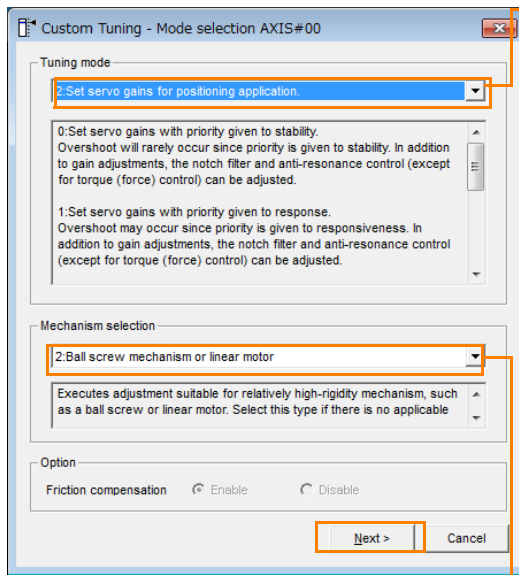 Custom Tuning - Mode selection AXIS#00
Tuning mode
2:Set servo gains for positioning application.
0:Set servo gains with priority given to stability.
Overshoot will rarely occur since priority is given to stability. In addition
to gain adjustments, the notch filter and anti-resonance control (except
for torque (force) control) can be adjusted.
1:Set servo gains with priority given to response.
Overshoot may occur since priority is given to responsiveness. In
addition to gain adjustments, the notch filter and anti-resonance control
(except for torque (force) control) can be adjusted.
Mechanism selection
2:Ball screw mechanism or linear motor
Executes adjustment suitable for relatively high-rigidity mechanism, such
as a ball screw or linear motor. Select this type if there is no applicable
Option
Friction compensation Enable Disable
Next > Cancel